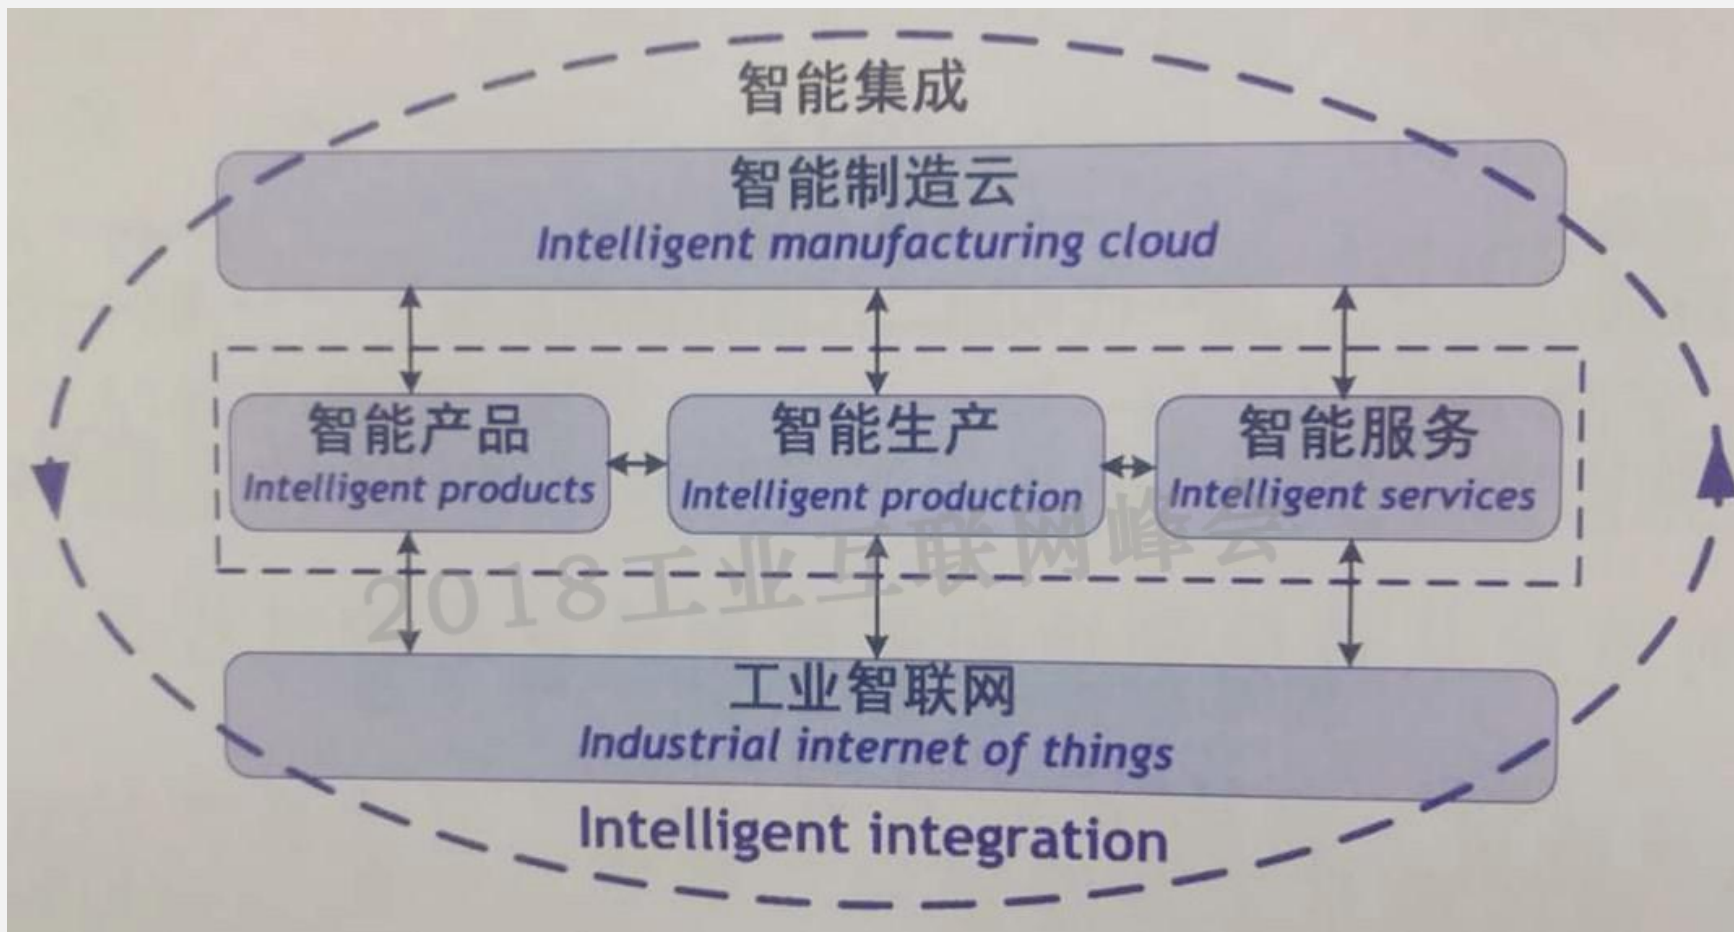 智能集成
智能制造云
Intelligent manufacturing cloud
智能产品
Intelligent products
智能生产
Intelligent production
智能服务
Intelligent services
2018工业互联网峰会
工业智联网
Industrial internet of things
Intelligent integration